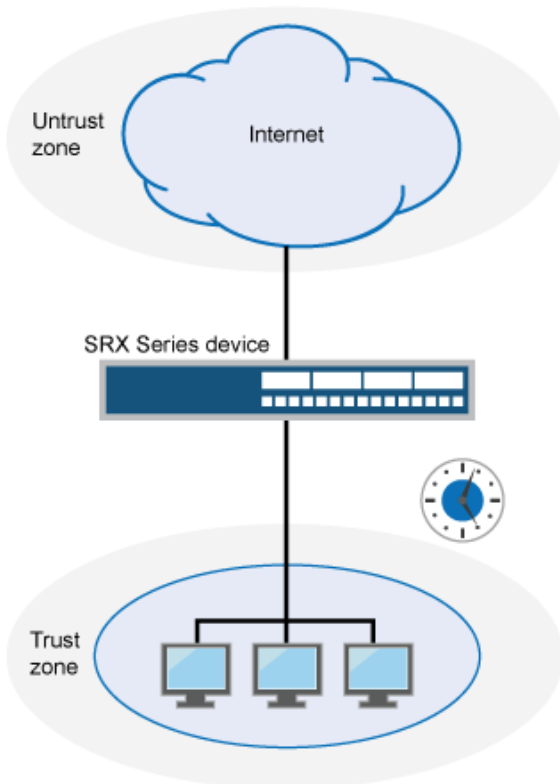 Untrust
zone
Internet
SRX Series device
Trust
zone